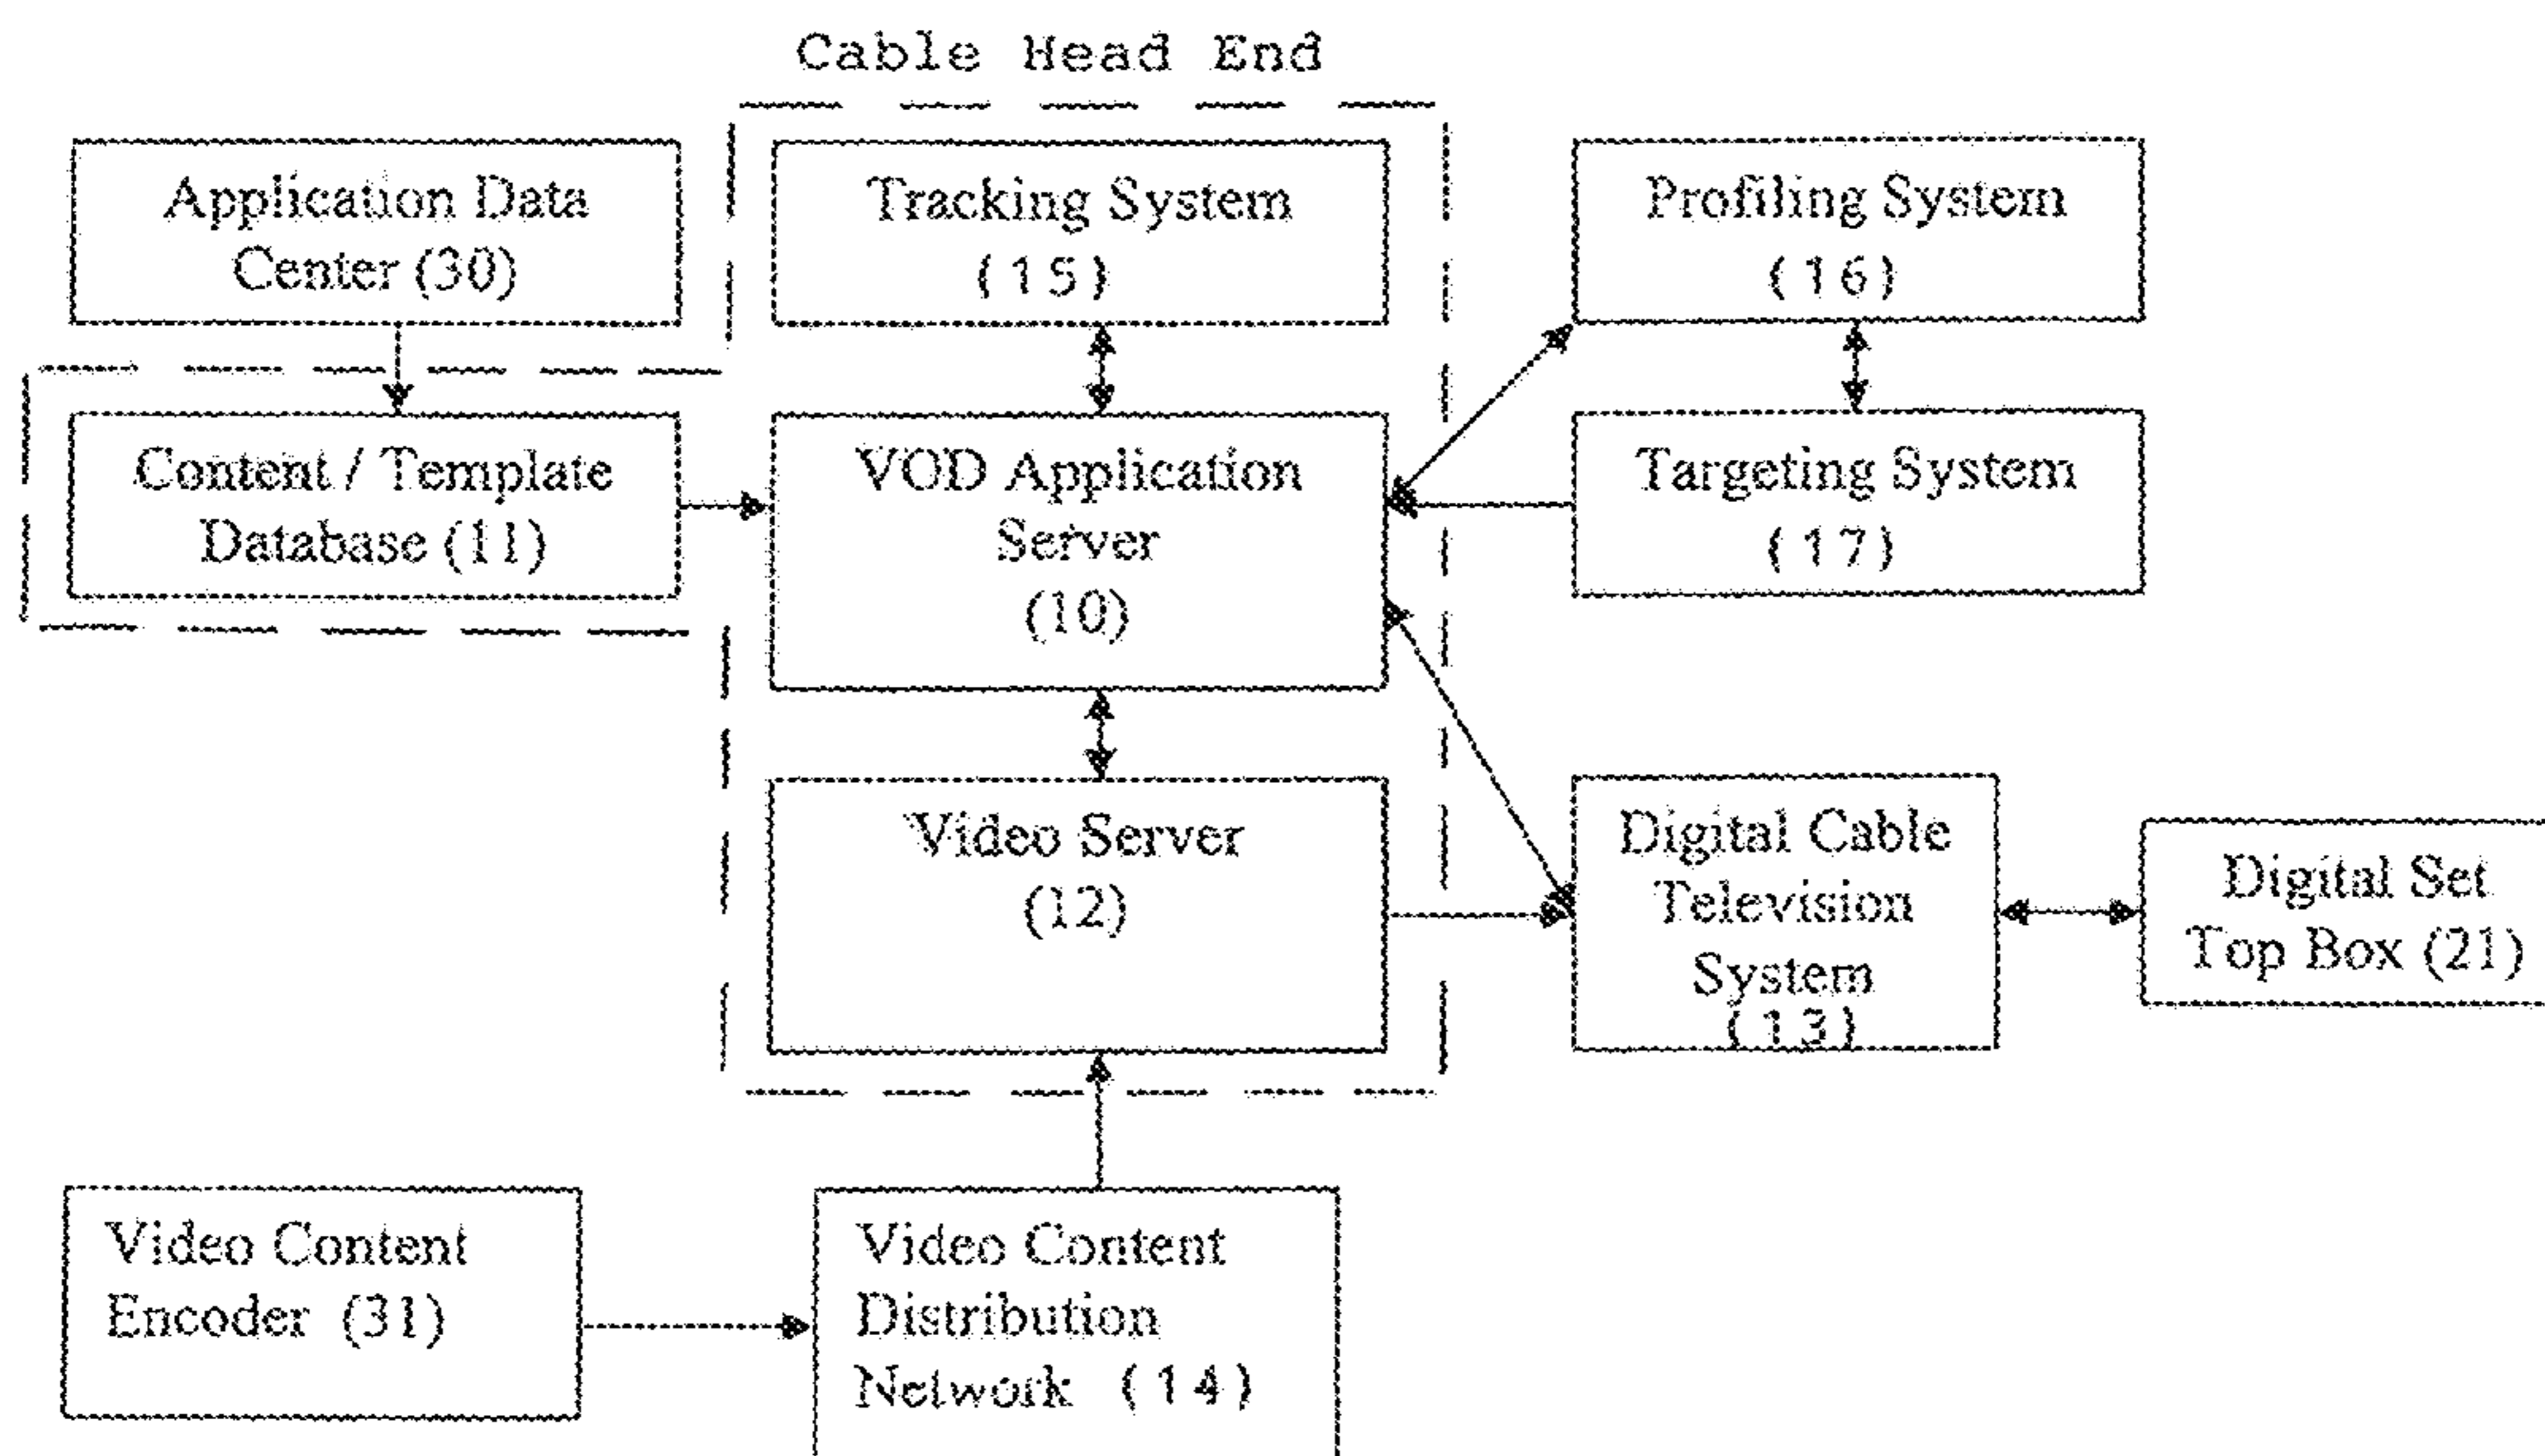 Cable Head End
Application Data
Center (30)
Tracking System
(15)
Profiling System
(16)
Content / Template
Database (11)
VOD Application
Server
(10)
Targeting System
(17)
Video Server
(12)
Digital Cable
Television
System
(13)
Digital Set
Top Box (21)
Video Content
Encoder (31)
Video Content
Distribution
Network (14)